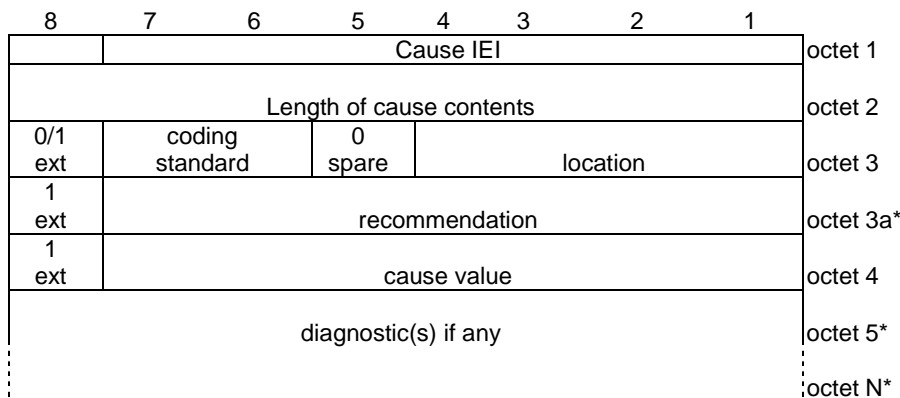 8 7 6 5 4 3 2 1
Cause IEI octet 1
Length of cause contents octet 2
0/1 coding 0
ext standard spare location octet 3
1
ext recommendation octet 3a*
1
ext cause value octet 4
diagnostic(s) if any octet 5*
octet N*